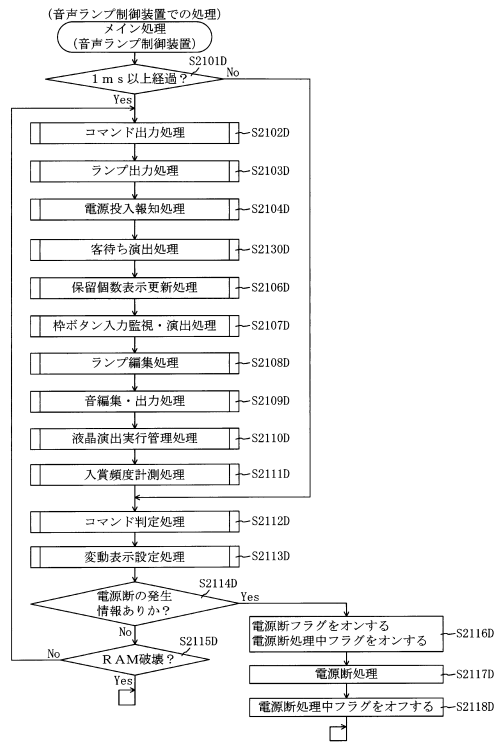 (音声ランプ制御装置での処理)
メイン処理
(音声ランプ制御装置)
S2101D
1ms以上経過？
No
Yes
コマンド出力処理
S2102D
ランプ出力処理
S2103D
電源投入報知処理
S2104D
客待ち演出処理
S2130D
保留個数表示更新処理
S2106D
枠ボタン入力監視・演出処理
S2107D
ランプ編集処理
S2108D
音編集・出力処理
S2109D
液晶演出実行管理処理
S2110D
入賞頻度計測処理
S2111D
コマンド判定処理
S2112D
変動表示設定処理
S2113D
S2114D
電源断の発生
情報ありか？
Yes
No
電源断フラグをオンする
電源断処理中フラグをオンする
S2116D
S2115D
RAM破壊？
No
Yes
電源断処理
S2117D
電源断処理中フラグをオフする
S2118D